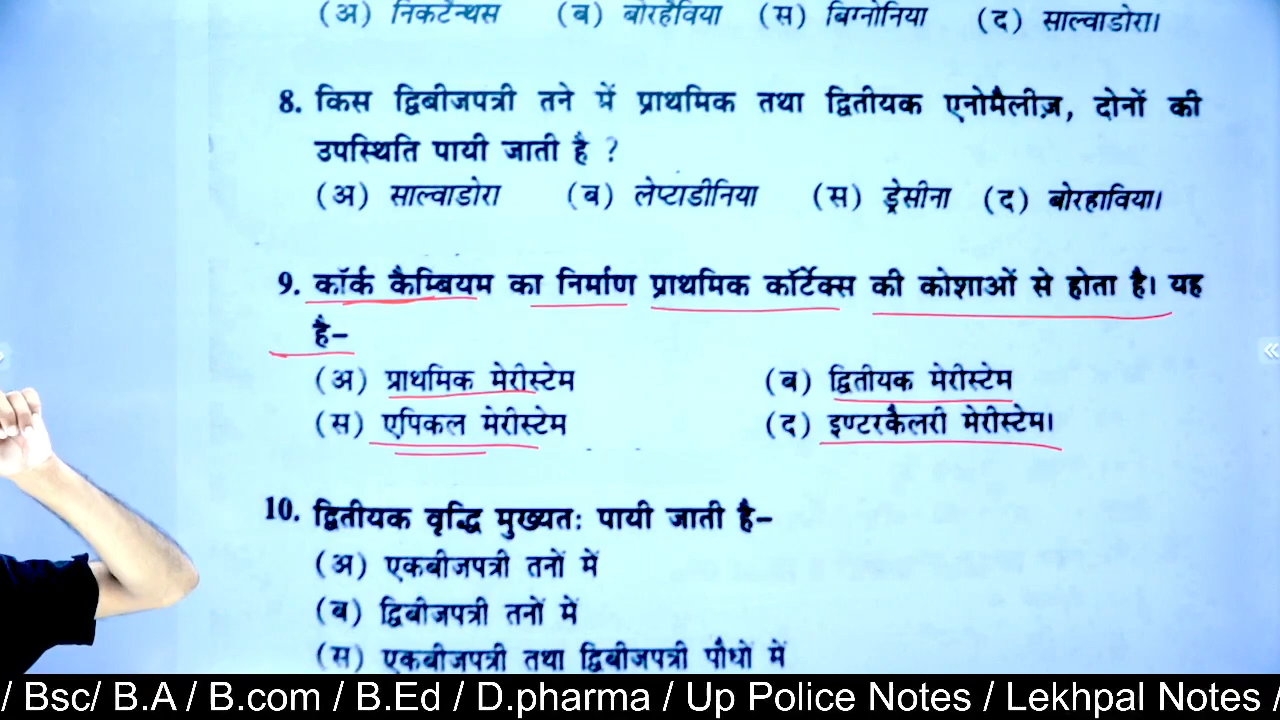 (अ) निकटेन्थस (ब) बोरहैविया (स) बिग्नोनिया (द) साल्वाडोरा।
8. किस द्विबीजपत्री तने में प्राथमिक तथा द्वितीयक एनोमैलीज़, दोनों की
उपस्थिति पायी जाती है ?
(अ) साल्वाडोरा (ब) लेप्टाडीनिया (स) ड्रेसीना (द) बोरहाविया।
9. कॉर्क कैम्बियम का निर्माण प्राथमिक कॉर्टेक्स की कोशाओं से होता है। यह
है-
(अ) प्राथमिक मेरीस्टेम (ब) द्वितीयक मेरीस्टेम
(स) एपिकल मेरीस्टेम (द) इण्टरकैलरी मेरीस्टेम।
10. द्वितीयक वृद्धि मुख्यतः पायी जाती है-
(अ) एकबीजपत्री तनों में
(ब) द्विबीजपत्री तनों में
(स) एकबीजपत्री तथा द्विबीजपत्री पौधों में
/ Bsc/ B.A / B.com / B.Ed / D.pharma / Up Police Notes / Lekhpal Notes /